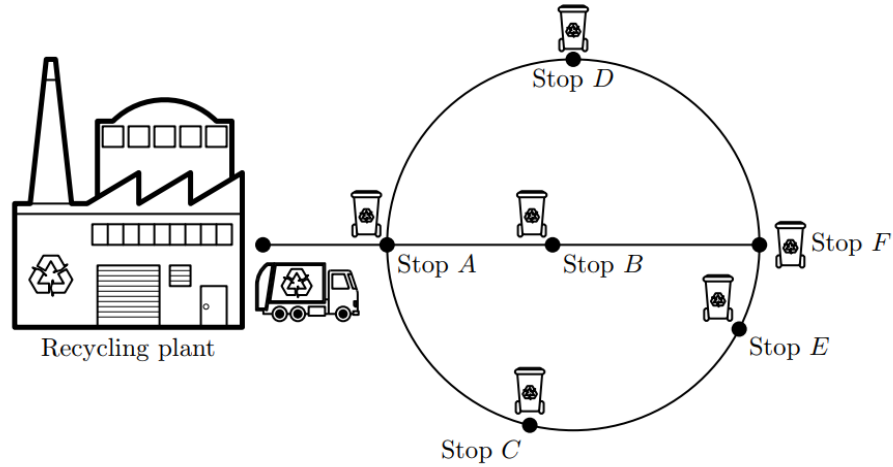 Stop D
Stop A
Stop B
Stop F
Stop E
Recycling plant
Stop C